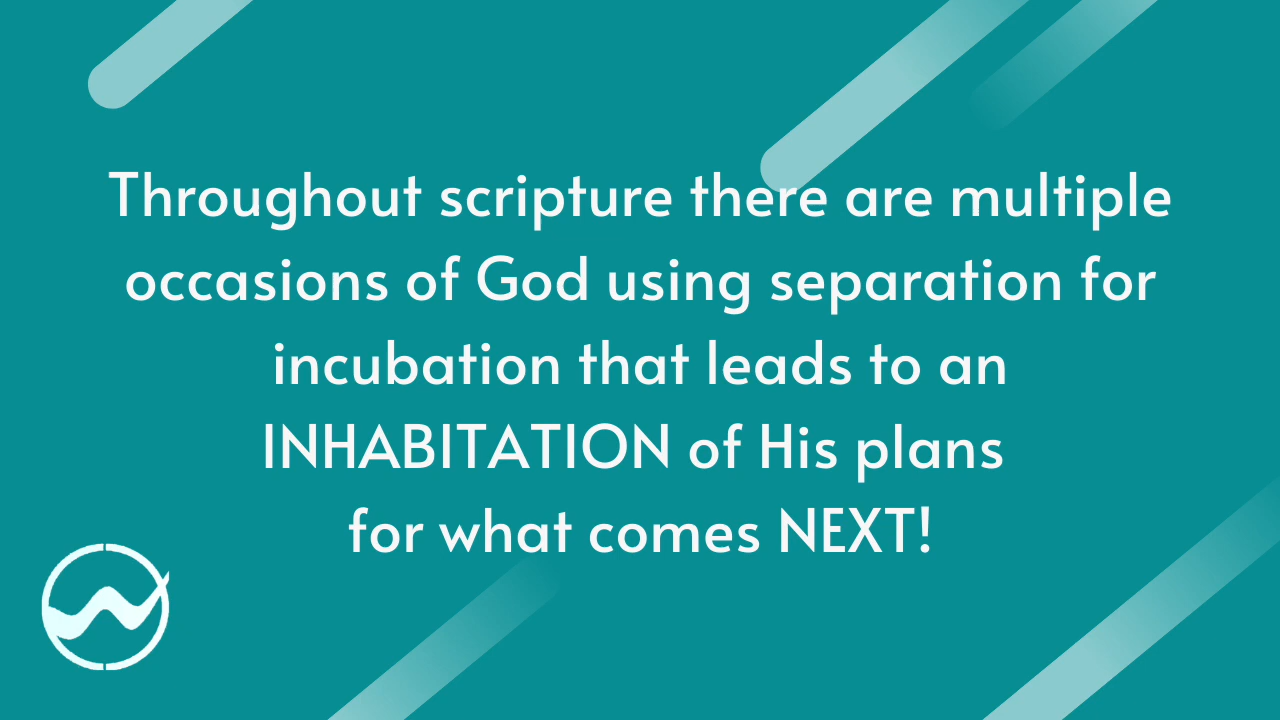 Throughout scripture there are multiple
occasions of God using separation for
incubation that leads to an
INHABITATION of His plans
for what comes NEXT!